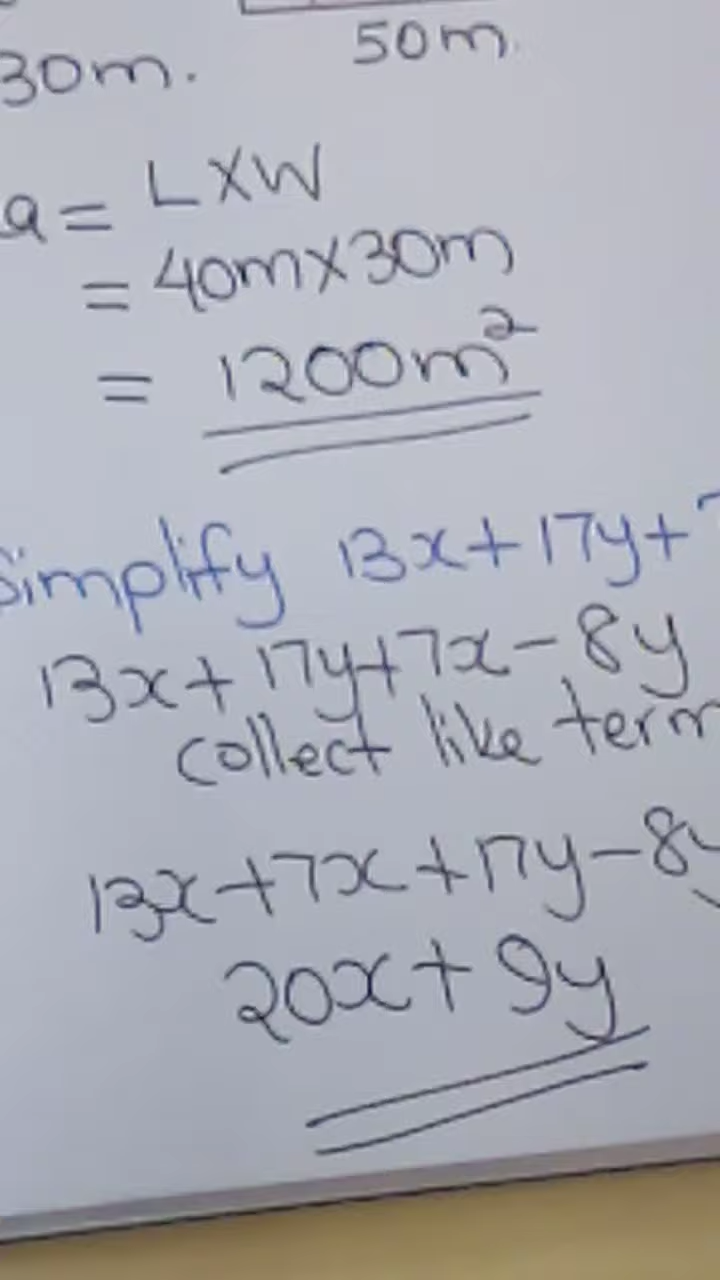 50m.
30m.
a = L X W
= 40m x 30m
= 1200m²
Simplify 13x + 17y +
13x + 17y + 7x - 8y
collect like term
13x + 7x + 17y - 8y
20x + 9y